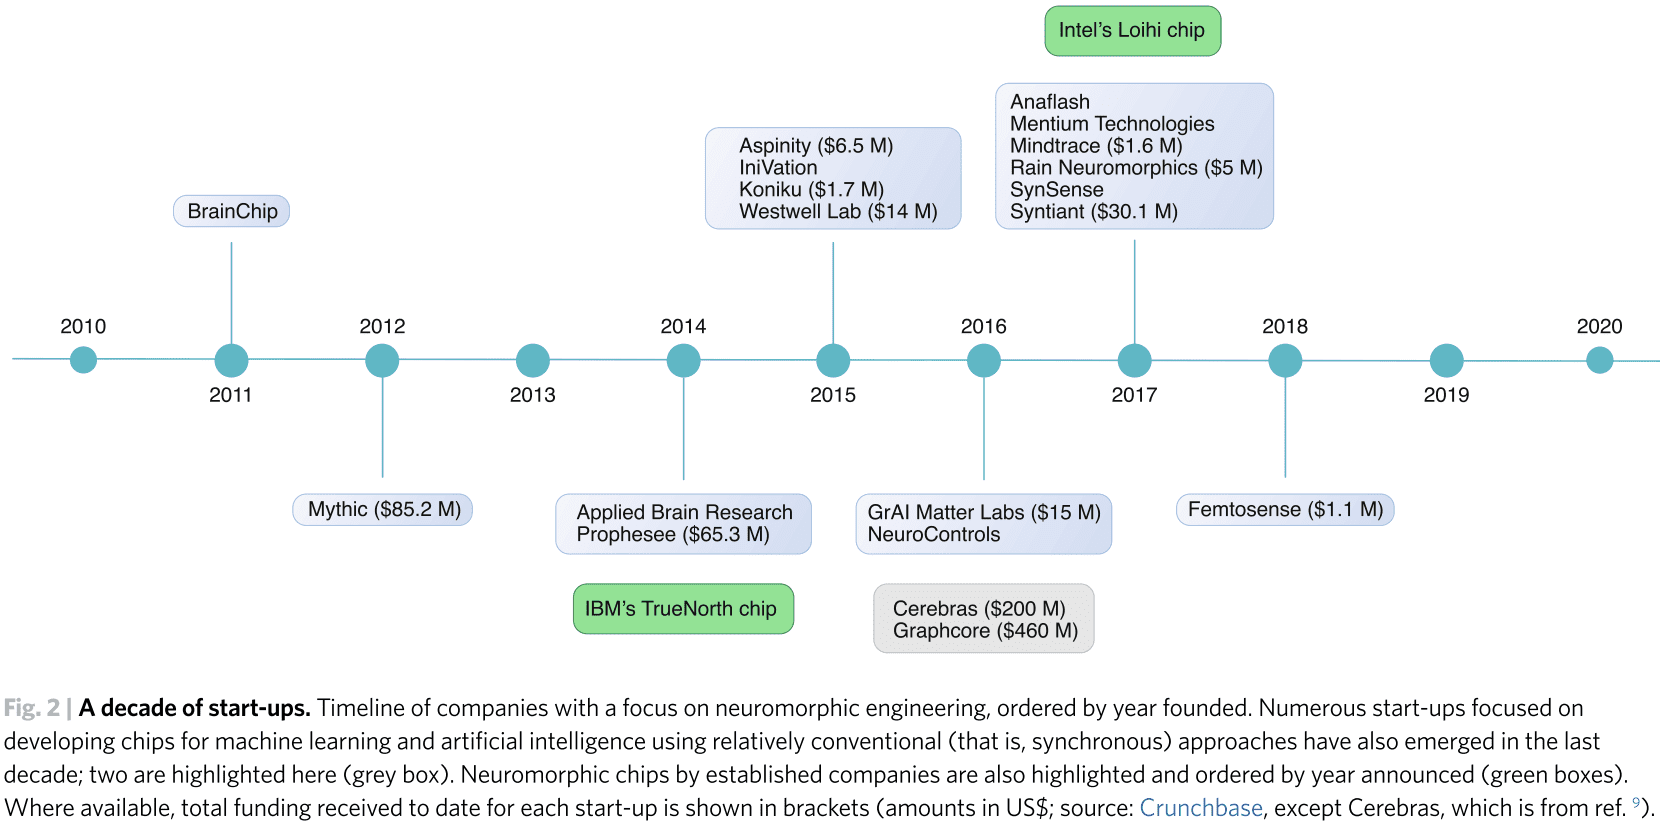 Intel's Loihi chip
Anaflash
Mentium Technologies
Mindtrace ($1.6 M)
Rain Neuromorphics ($5 M)
SynSense
Syntiant ($30.1 M)
Aspinity ($6.5 M)
IniVation
Koniku ($1.7 M)
Westwell Lab ($14 M)
BrainChip
2010
2012
2014
2016
2018
2020
2011
2013
2015
2017
2019
Mythic ($85.2 M)
Applied Brain Research
Prophesee ($65.3 M)
GrAI Matter Labs ($15 M)
NeuroControls
Femtosense ($1.1 M)
IBM's TrueNorth chip
Cerebras ($200 M)
Graphcore ($460 M)
Fig. 2 | A decade of start-ups. Timeline of companies with a focus on neuromorphic engineering, ordered by year founded. Numerous start-ups focused on
developing chips for machine learning and artificial intelligence using relatively conventional (that is, synchronous) approaches have also emerged in the last
decade; two are highlighted here (grey box). Neuromorphic chips by established companies are also highlighted and ordered by year announced (green boxes).
Where available, total funding received to date for each start-up is shown in brackets (amounts in US$; source: Crunchbase, except Cerebras, which is from ref. 9).